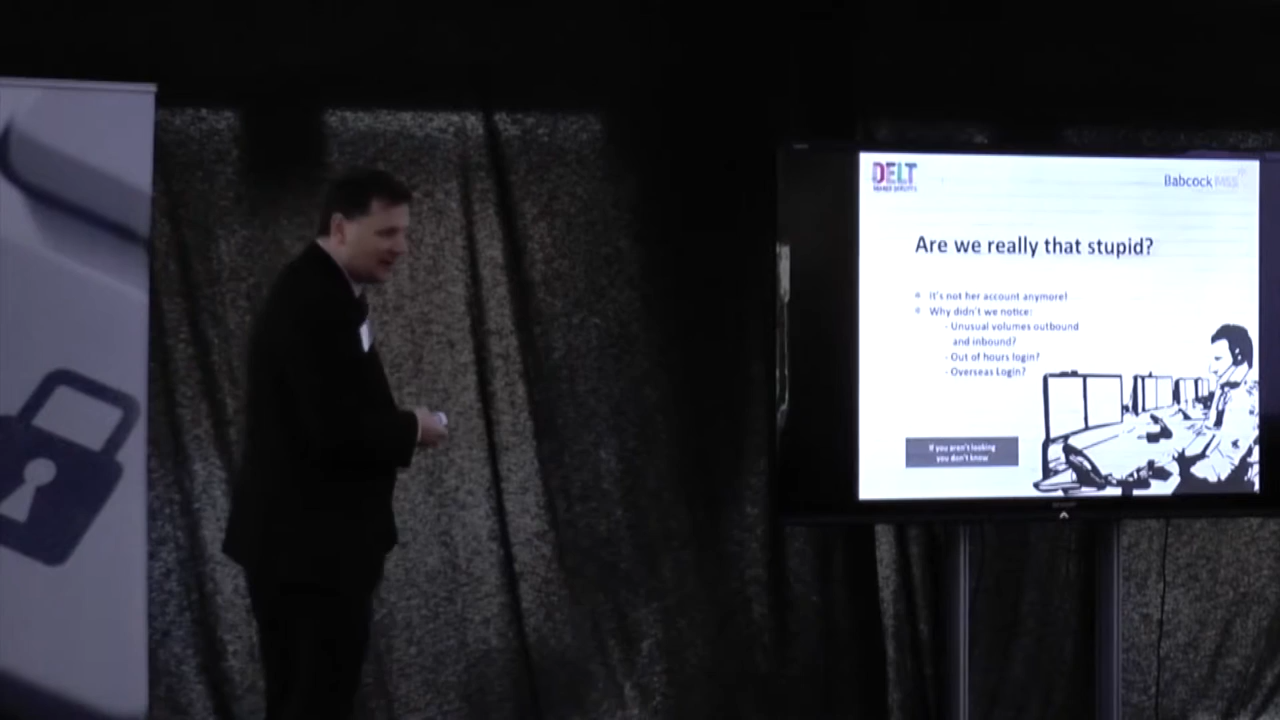 DELT
Babcock MSS
Are we really that stupid?
It's not her account anymore!
Why didn't we notice:
- Unusual volumes outbound
and inbound?
- Out of hours login?
- Overseas Login?
If you aren't looking
you don't know